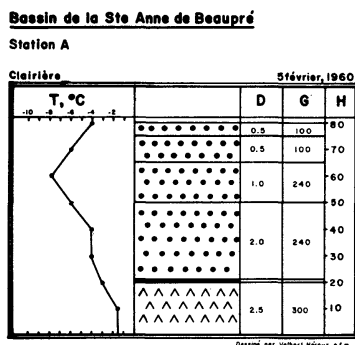 Bassin de la Ste Anne de Beaupré
Station A
Clairière 5 février, 1960
T, °C D G H
-10 -8 -6 -4 -2
80
0.5 100
70
0.5 100
60
1.0 240
50
40
2.0 240
30
20
2.5 300
10
Dessiné par